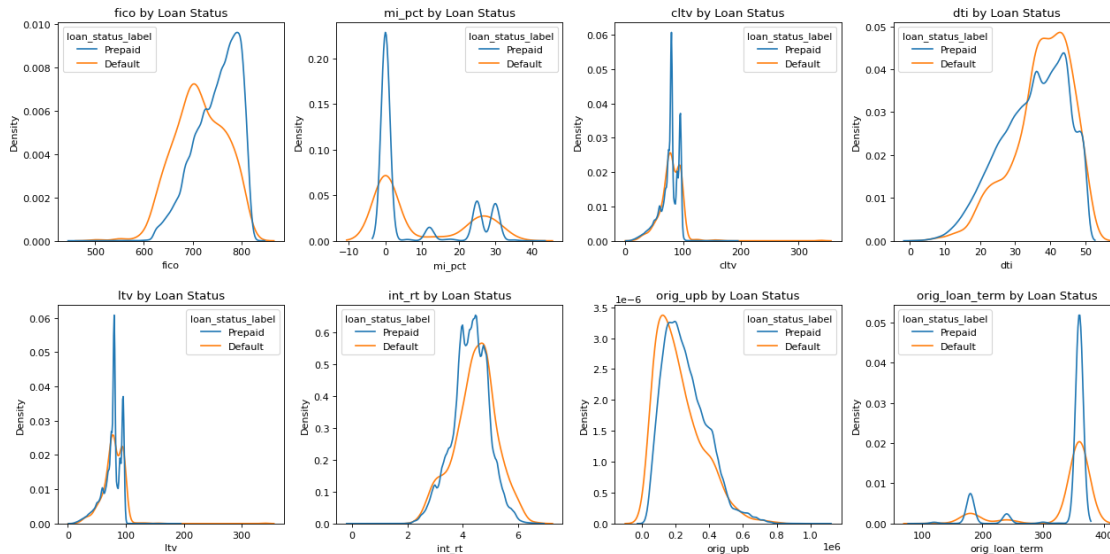 fico by Loan Status
loan_status_label
Prepaid
Default
Density
0.010
0.008
0.006
0.004
0.002
0.000
500
600
700
800
fico
mi_pct by Loan Status
loan_status_label
Prepaid
Default
Density
0.20
0.15
0.10
0.05
0.00
−10
0
10
20
30
40
mi_pct
cltv by Loan Status
loan_status_label
Prepaid
Default
Density
0.06
0.05
0.04
0.03
0.02
0.01
0.00
0
100
200
300
cltv
dti by Loan Status
loan_status_label
Prepaid
Default
Density
0.05
0.04
0.03
0.02
0.01
0.00
0
10
20
30
40
50
dti
ltv by Loan Status
loan_status_label
Prepaid
Default
Density
0.06
0.05
0.04
0.03
0.02
0.01
0.00
0
100
200
300
ltv
int_rt by Loan Status
loan_status_label
Prepaid
Default
Density
0.6
0.5
0.4
0.3
0.2
0.1
0.0
0
2
4
6
int_rt
1e−6
orig_upb by Loan Status
loan_status_label
Prepaid
Default
Density
3.5
3.0
2.5
2.0
1.5
1.0
0.5
0.0
0.0
0.2
0.4
0.6
0.8
1.0
1e6
orig_upb
orig_loan_term by Loan Status
loan_status_label
Prepaid
Default
Density
0.05
0.04
0.03
0.02
0.01
0.00
100
200
300
orig_loan_term